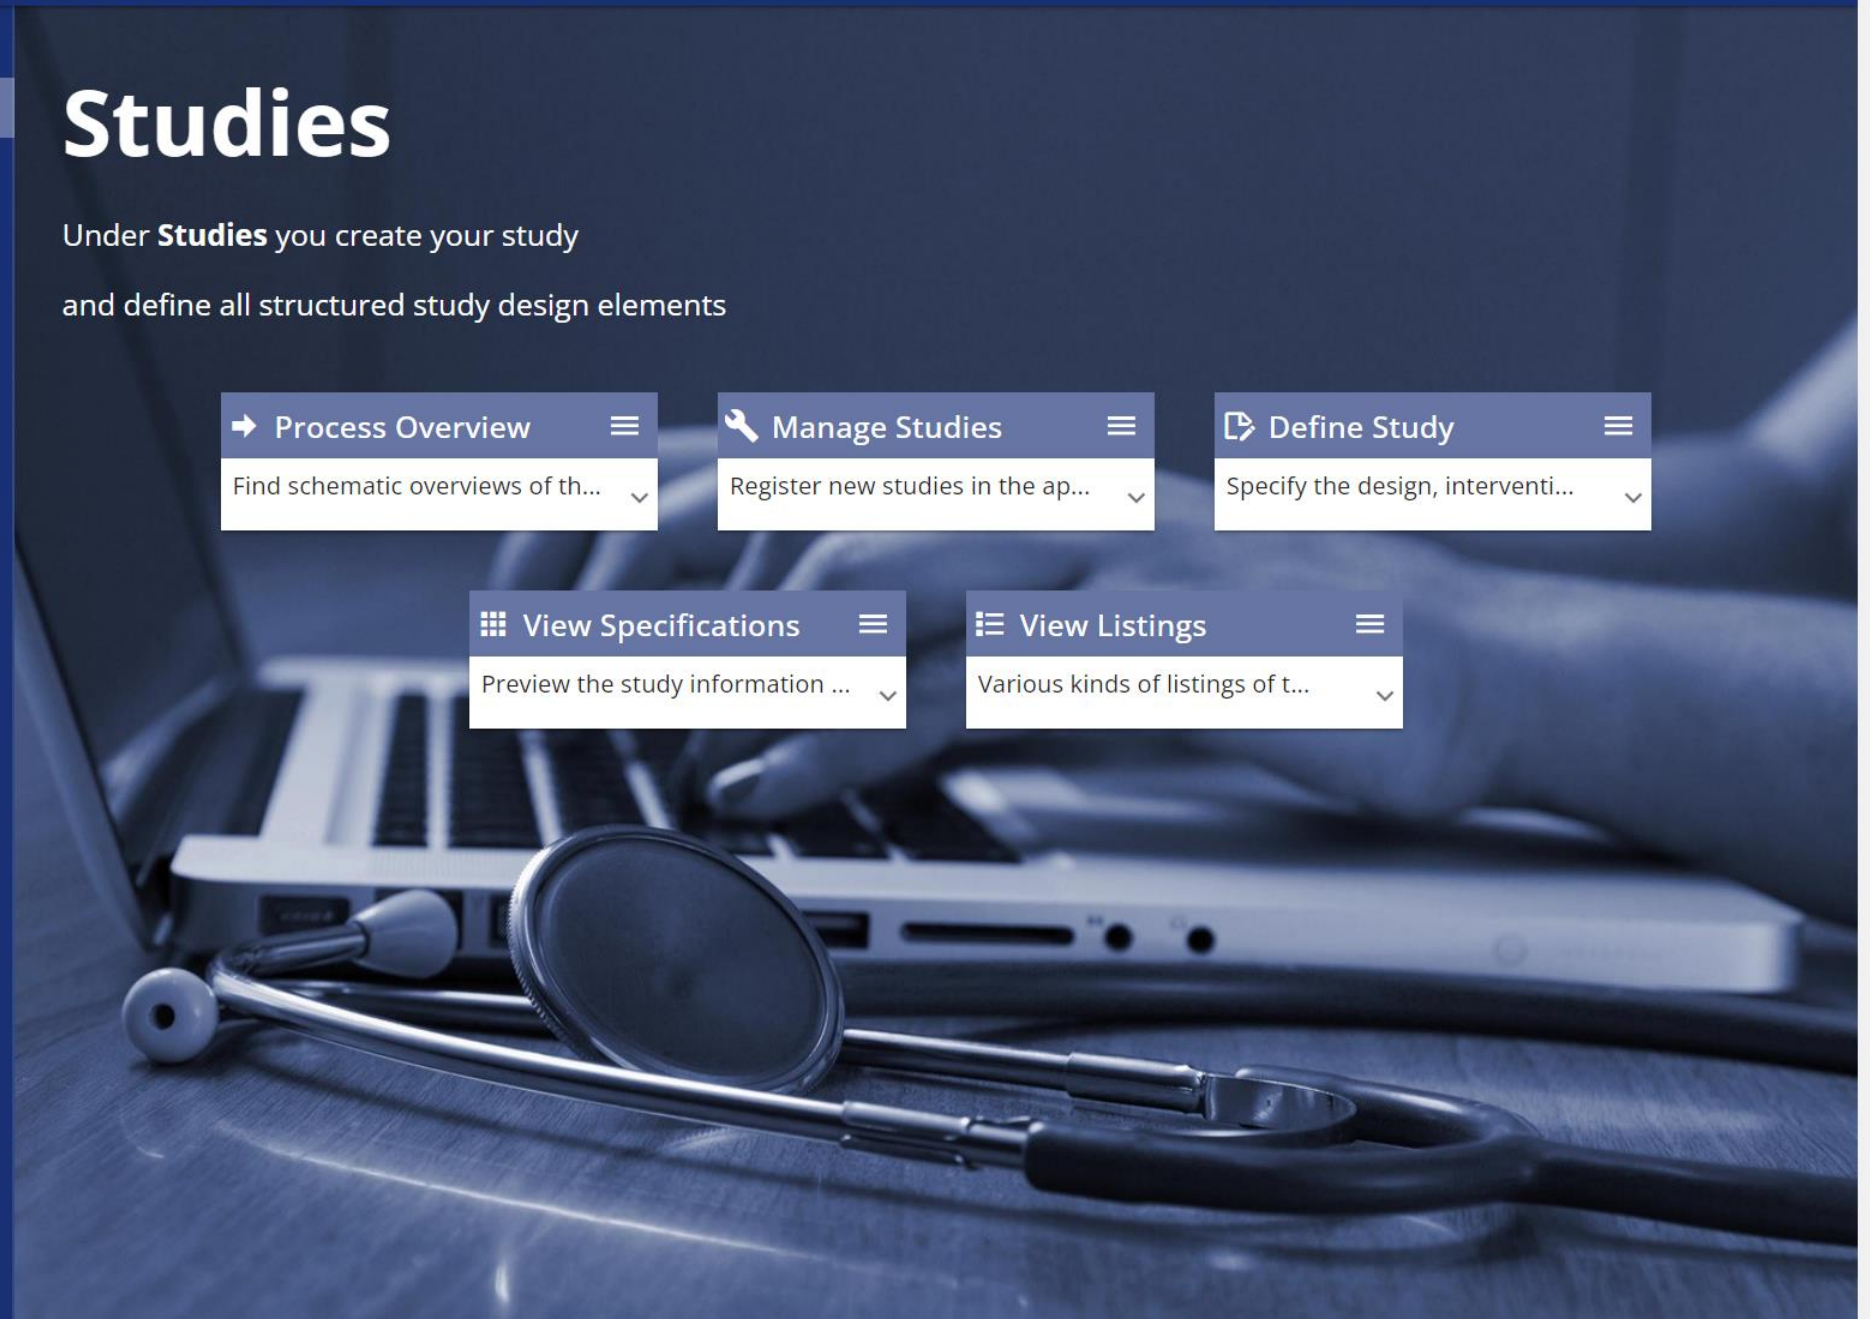 Studies
Under Studies you create your study
and define all structured study design elements
Process Overview
Find schematic overviews of th...
Manage Studies
Register new studies in the ap...
Define Study
Specify the design, interventi...
View Specifications
Preview the study information ...
View Listings
Various kinds of listings of t...